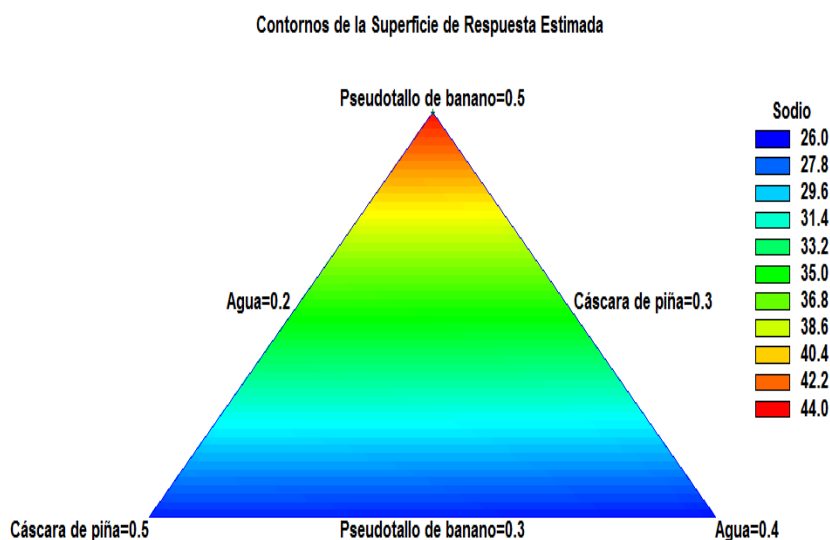 Contornos de la Superficie de Respuesta Estimada
Pseudotallo de banano=0.5
Agua=0.2
Cáscara de piña=0.3
Cáscara de piña=0.5
Pseudotallo de banano=0.3
Agua=0.4
Sodio
26.0
27.8
29.6
31.4
33.2
35.0
36.8
38.6
40.4
42.2
44.0